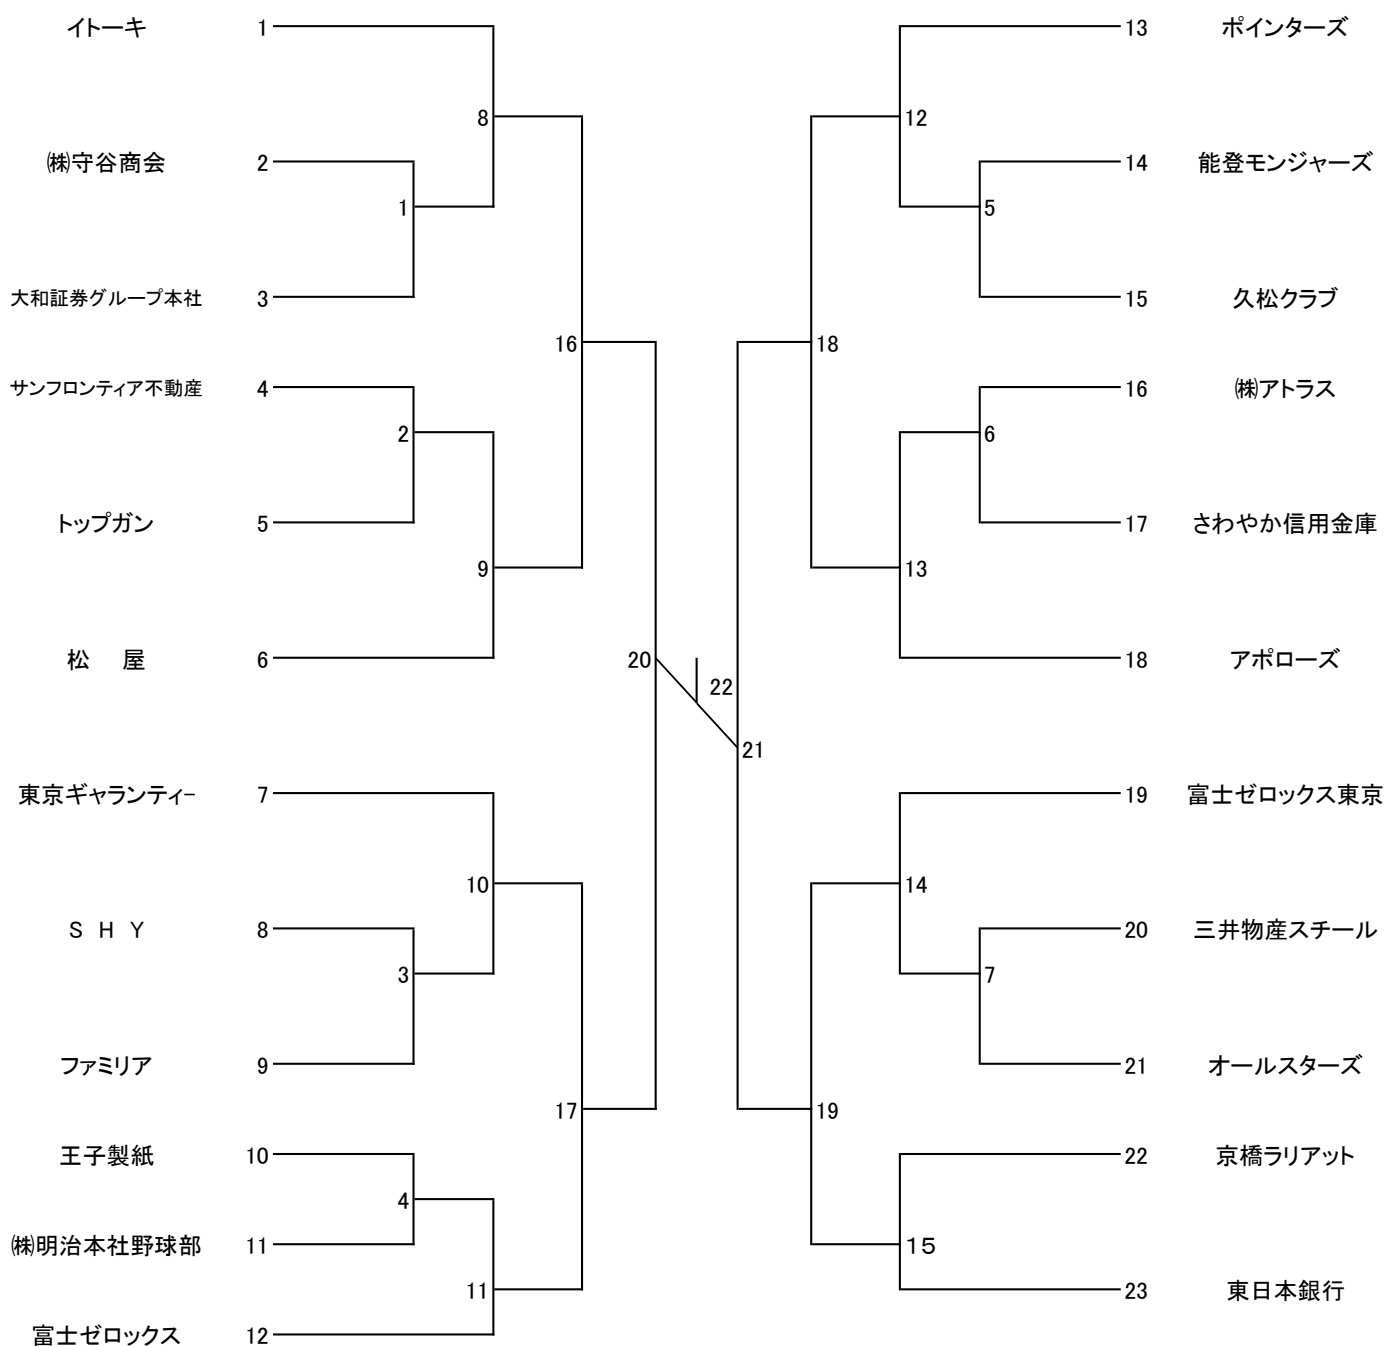 イトーキ 1
8
㈱守谷商会 2
1
大和証券グループ本社 3
16
サンフロンティア不動産 4
2
トップガン 5
9
松 屋 6
20
東京ギャランティー 7
10
S H Y 8
3
ファミリア 9
17
王子製紙 10
4
㈱明治本社野球部 11
11
富士ゼロックス 12
22
21
13 ポインターズ
12
14 能登モンジャーズ
5
15 久松クラブ
18
16 ㈱アトラス
6
17 さわやか信用金庫
13
18 アポローズ
19 富士ゼロックス東京
14
20 三井物産スチール
7
21 オールスターズ
19
22 京橋ラリアット
15
23 東日本銀行